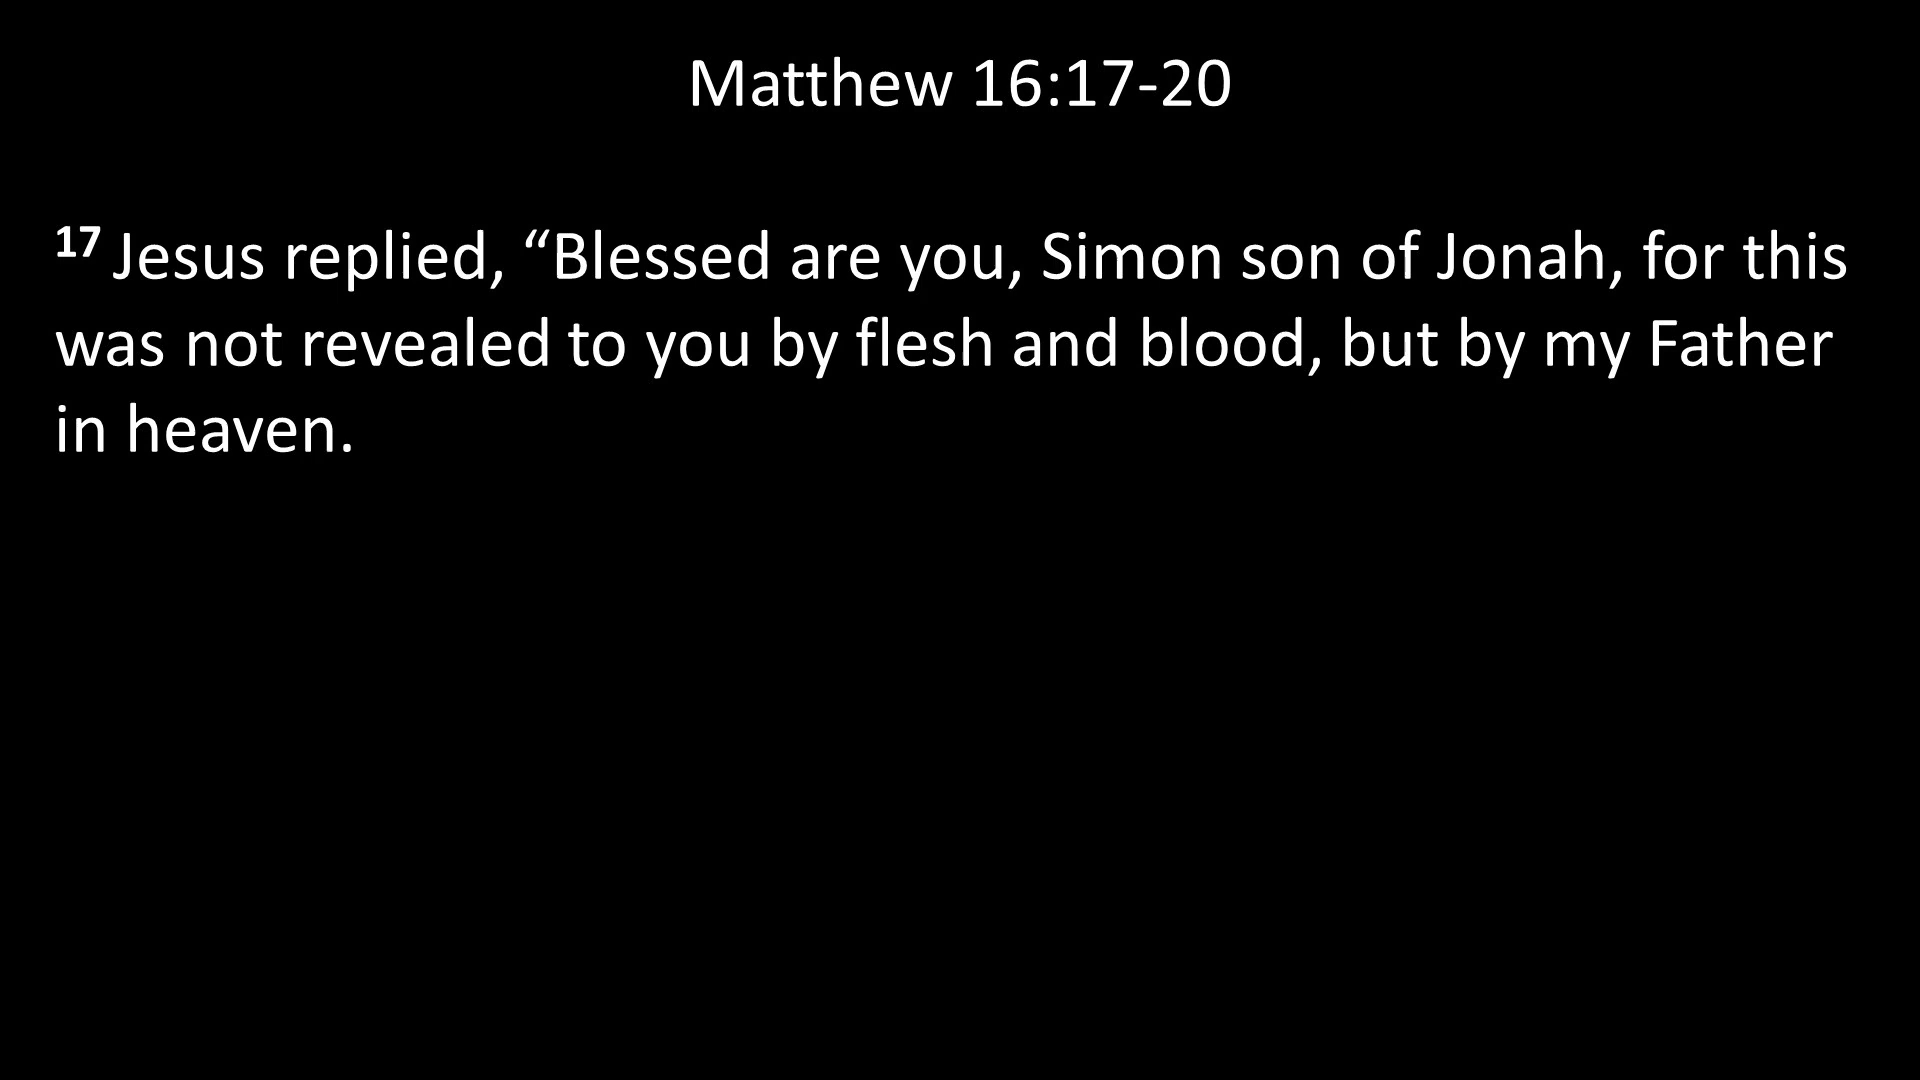 Matthew 16:17-20
17 Jesus replied, “Blessed are you, Simon son of Jonah, for this
was not revealed to you by flesh and blood, but by my Father
in heaven.